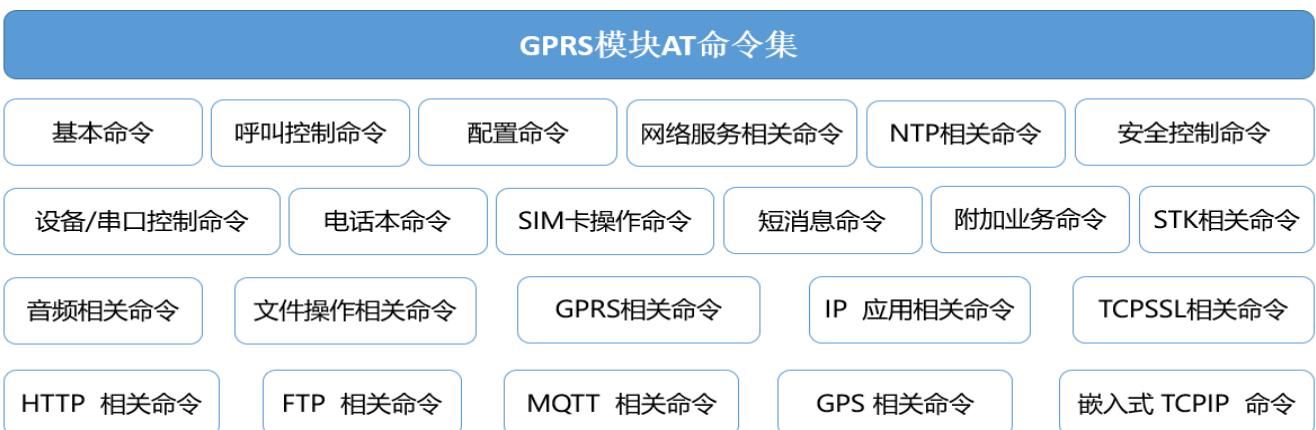 GPRS模块AT命令集
基本命令 呼叫控制命令 配置命令 网络服务相关命令 NTP相关命令 安全控制命令
设备/串口控制命令 电话本命令 SIM卡操作命令 短消息命令 附加业务命令 STK相关命令
音频相关命令 文件操作相关命令 GPRS相关命令 IP 应用相关命令 TCPSSL相关命令
HTTP 相关命令 FTP 相关命令 MQTT 相关命令 GPS 相关命令 嵌入式 TCPIP 命令